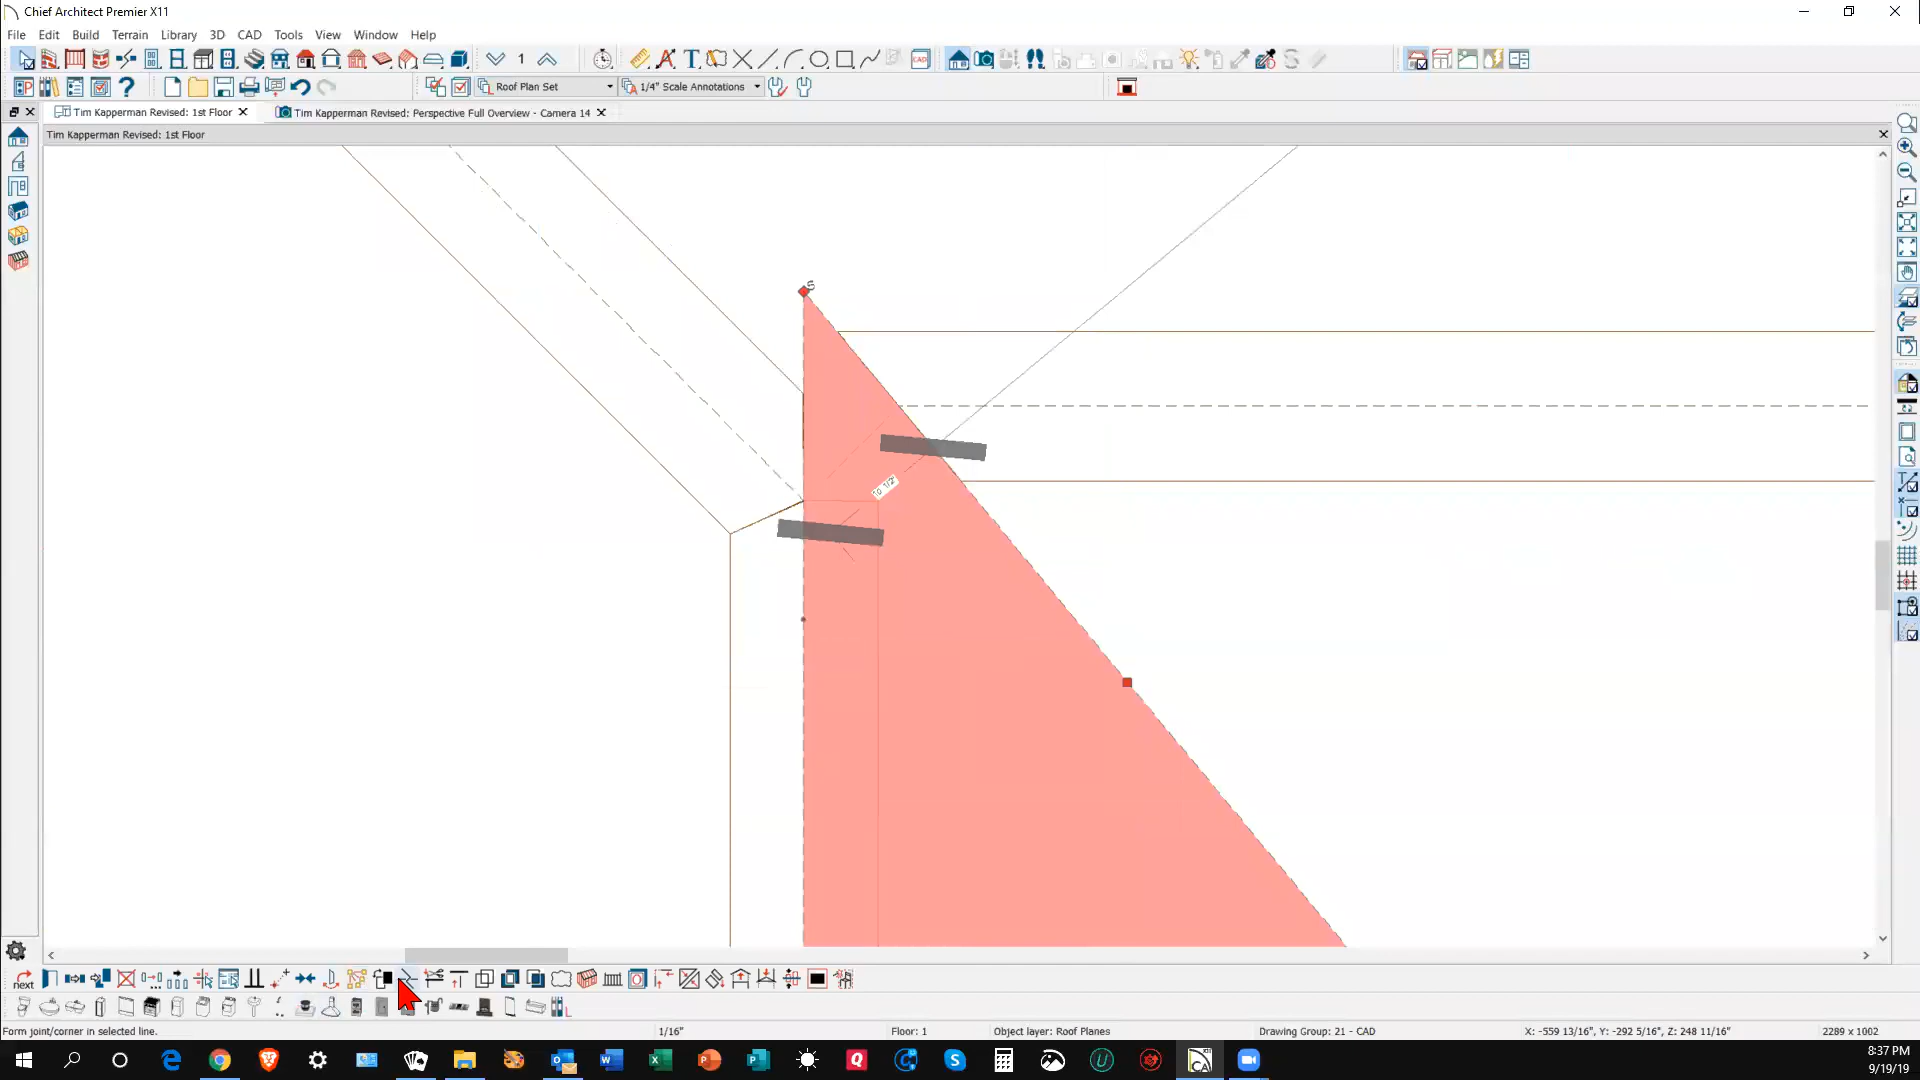 Chief Architect Premier X11
File Edit Build Terrain Library 3D CAD Tools View Window Help
1
Roof Plan Set 1/4" Scale Annotations
Tim Kapperman Revised: 1st Floor Tim Kapperman Revised: Perspective Full Overview - Camera 14
Tim Kapperman Revised: 1st Floor
S
10 1/2"
next
Form joint/corner in selected line. 1/16" Floor: 1 Object layer: Roof Planes Drawing Group: 21 - CAD X: -559 13/16", Y: -292 5/16", Z: 248 11/16" 2289 x 1002
8:37 PM
9/19/19